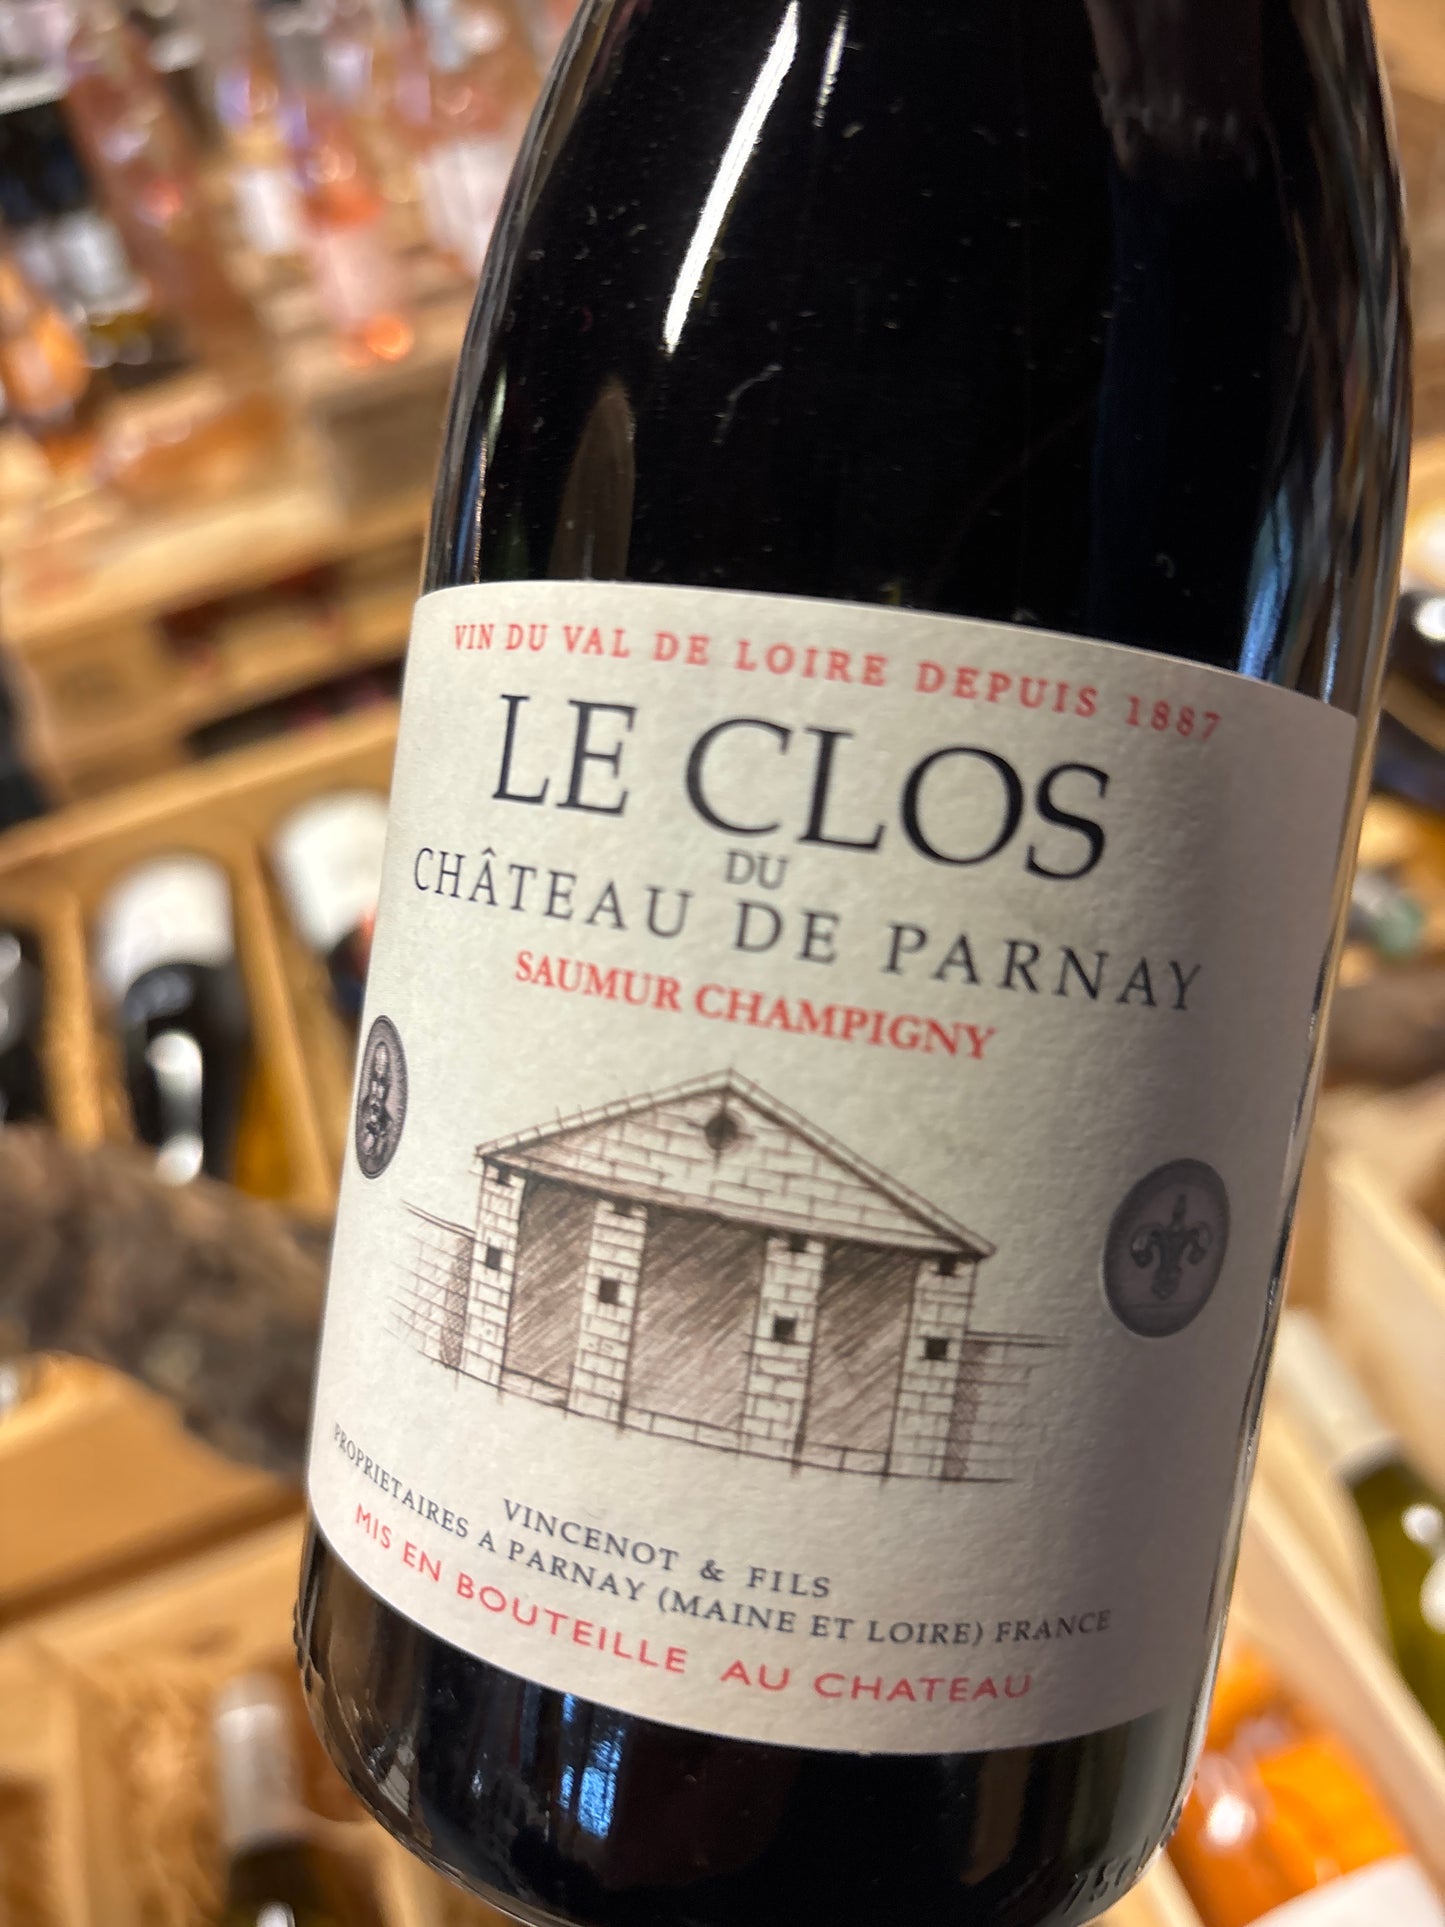 VIN DU VAL DE LOIRE DEPUIS 1887
LE CLOS
DU
CHÂTEAU DE PARNAY
SAUMUR CHAMPIGNY
VINCENOT & FILS
PROPRIETAIRES A PARNAY (MAINE ET LOIRE) FRANCE
MIS EN BOUTEILLE AU CHATEAU